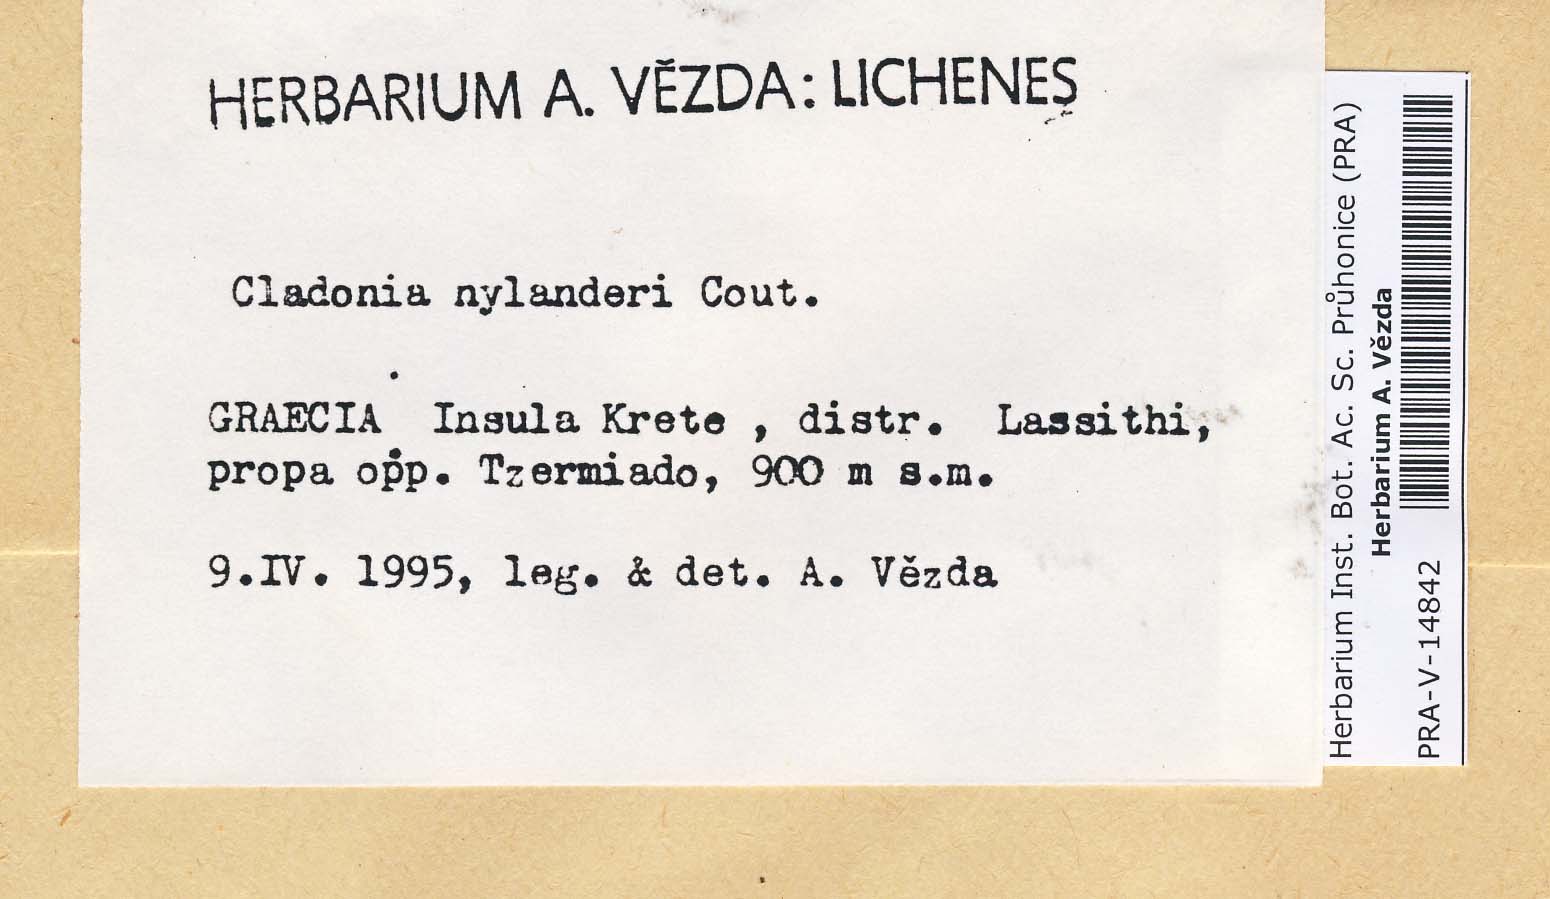 HERBARIUM A. VĚZDA: LICHENES
Cladonia nylanderi Cout.
GRAECIA: Insula Krete , distr. Lassithi,
propa opp. Tzermiado, 900 m s.m.
9.IV. 1995, leg. & det. A. Vězda
Herbarium Inst. Bot. Ac. Sc. Průhonice (PRA)
Herbarium A. Vězda
PRA-V-14842